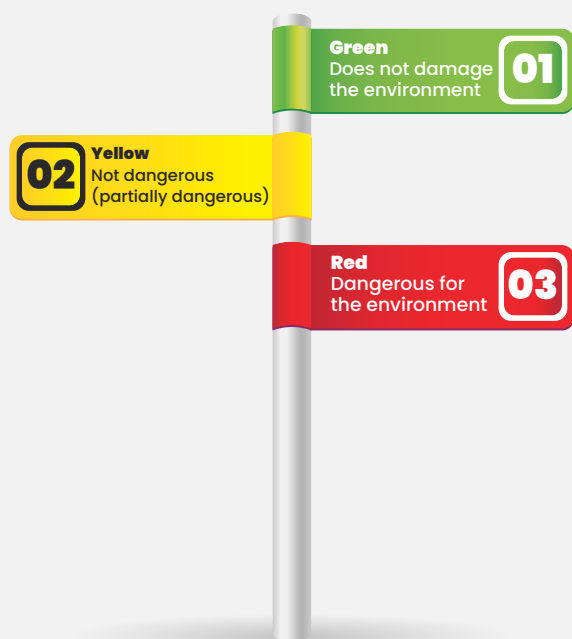 Green
Does not damage
the environment
01
02
Yellow
Not dangerous
(partially dangerous)
Red
Dangerous for
the environment
03